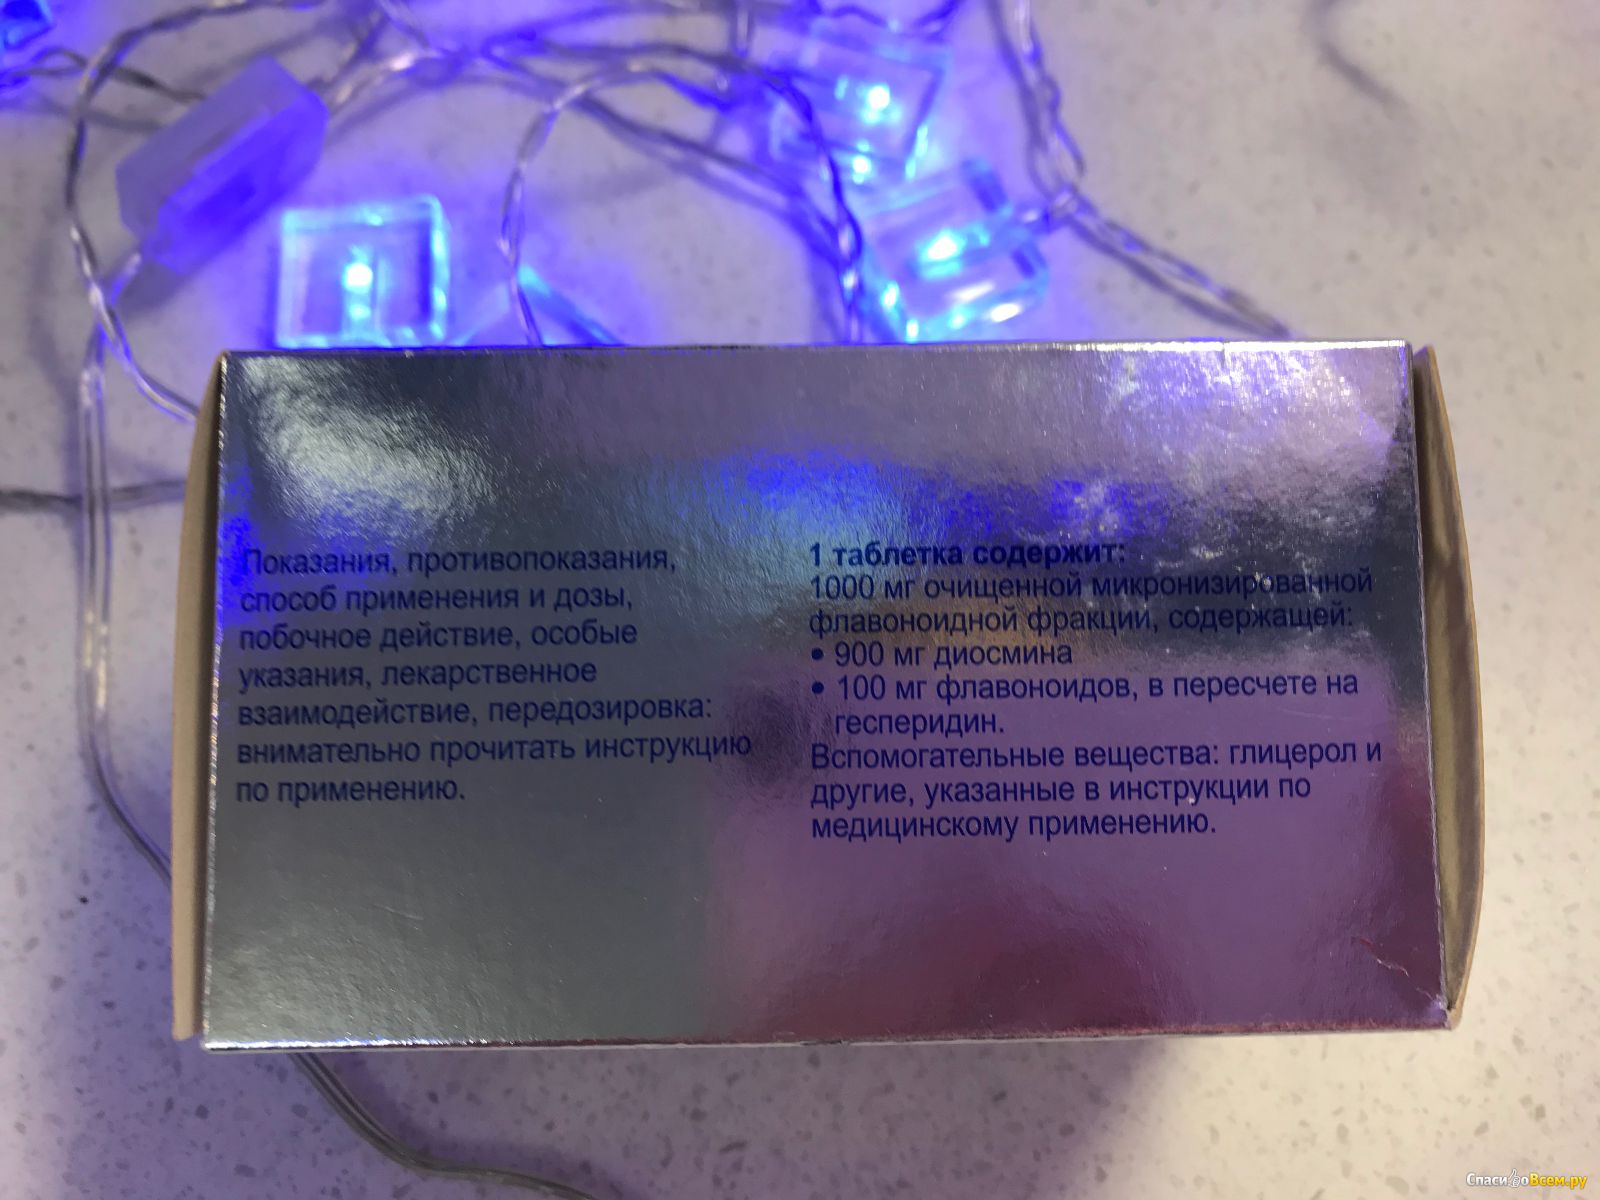 Показания, противопоказания,
способ применения и дозы,
побочное действие, особые
указания, лекарственное
взаимодействие, передозировка:
внимательно прочитать инструкцию
по применению.
1 таблетка содержит:
1000 мг очищенной микронизированной
флавоноидной фракции, содержащей:
• 900 мг диосмина
• 100 мг флавоноидов, в пересчете на
гесперидин.
Вспомогательные вещества: глицерол и
другие, указанные в инструкции по
медицинскому применению.
СпасибоВсем.ру